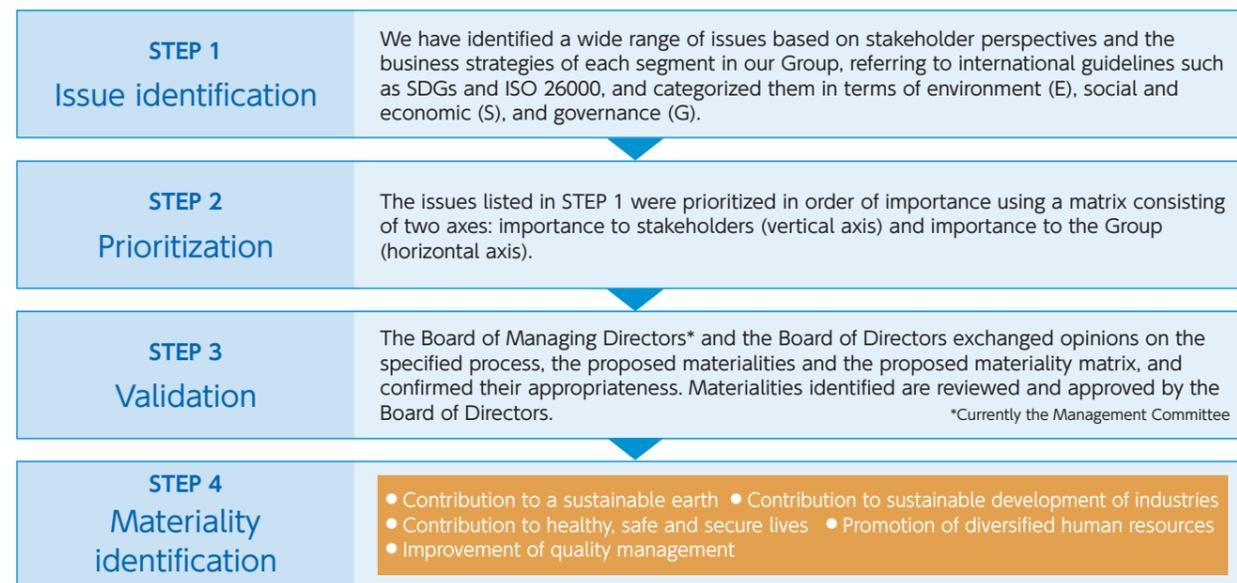 STEP 1
Issue identification
We have identified a wide range of issues based on stakeholder perspectives and the
business strategies of each segment in our Group, referring to international guidelines such
as SDGs and ISO 26000, and categorized them in terms of environment (E), social and
economic (S), and governance (G).
STEP 2
Prioritization
The issues listed in STEP 1 were prioritized in order of importance using a matrix consisting
of two axes: importance to stakeholders (vertical axis) and importance to the Group
(horizontal axis).
STEP 3
Validation
The Board of Managing Directors* and the Board of Directors exchanged opinions on the
specified process, the proposed materialities and the proposed materiality matrix, and
confirmed their appropriateness. Materialities identified are reviewed and approved by the
Board of Directors. *Currently the Management Committee
STEP 4
Materiality
identification
● Contribution to a sustainable earth ● Contribution to sustainable development of industries
● Contribution to healthy, safe and secure lives ● Promotion of diversified human resources
● Improvement of quality management